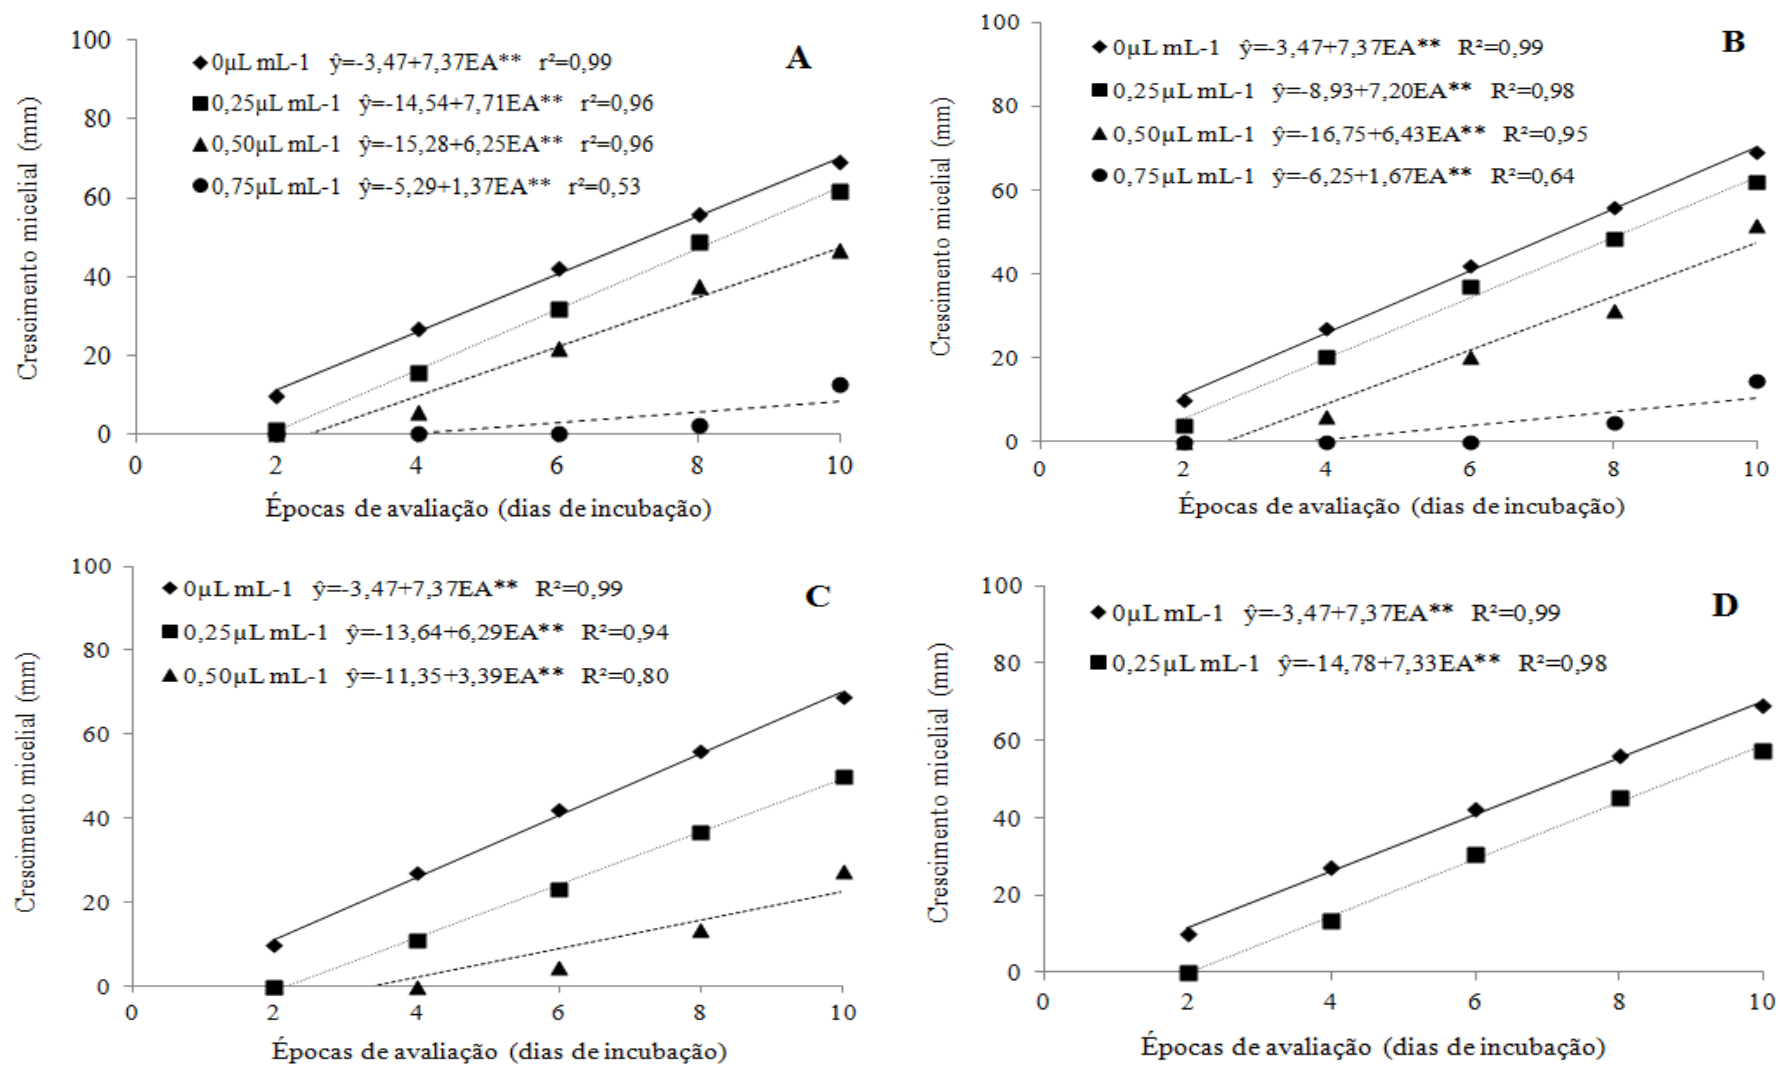 A
0µL mL-1 ŷ=-3,47+7,37EA** r²=0,99
0,25µL mL-1 ŷ=-14,54+7,71EA** r²=0,96
0,50µL mL-1 ŷ=-15,28+6,25EA** r²=0,96
0,75µL mL-1 ŷ=-5,29+1,37EA** r²=0,53
Crescimento micelial (mm)
100
80
60
40
20
0
0 2 4 6 8 10
Épocas de avaliação (dias de incubação)
B
0µL mL-1 ŷ=-3,47+7,37EA** R²=0,99
0,25µL mL-1 ŷ=-8,93+7,20EA** R²=0,98
0,50µL mL-1 ŷ=-16,75+6,43EA** R²=0,95
0,75µL mL-1 ŷ=-6,25+1,67EA** R²=0,64
Crescimento micelial (mm)
100
80
60
40
20
0
0 2 4 6 8 10
Épocas de avaliação (dias de incubação)
C
0µL mL-1 ŷ=-3,47+7,37EA** R²=0,99
0,25µL mL-1 ŷ=-13,64+6,29EA** R²=0,94
0,50µL mL-1 ŷ=-11,35+3,39EA** R²=0,80
Crescimento micelial (mm)
100
80
60
40
20
0
0 2 4 6 8 10
Épocas de avaliação (dias de incubação)
D
0µL mL-1 ŷ=-3,47+7,37EA** R²=0,99
0,25µL mL-1 ŷ=-14,78+7,33EA** R²=0,98
Crescimento micelial (mm)
100
80
60
40
20
0
0 2 4 6 8 10
Épocas de avaliação (dias de incubação)